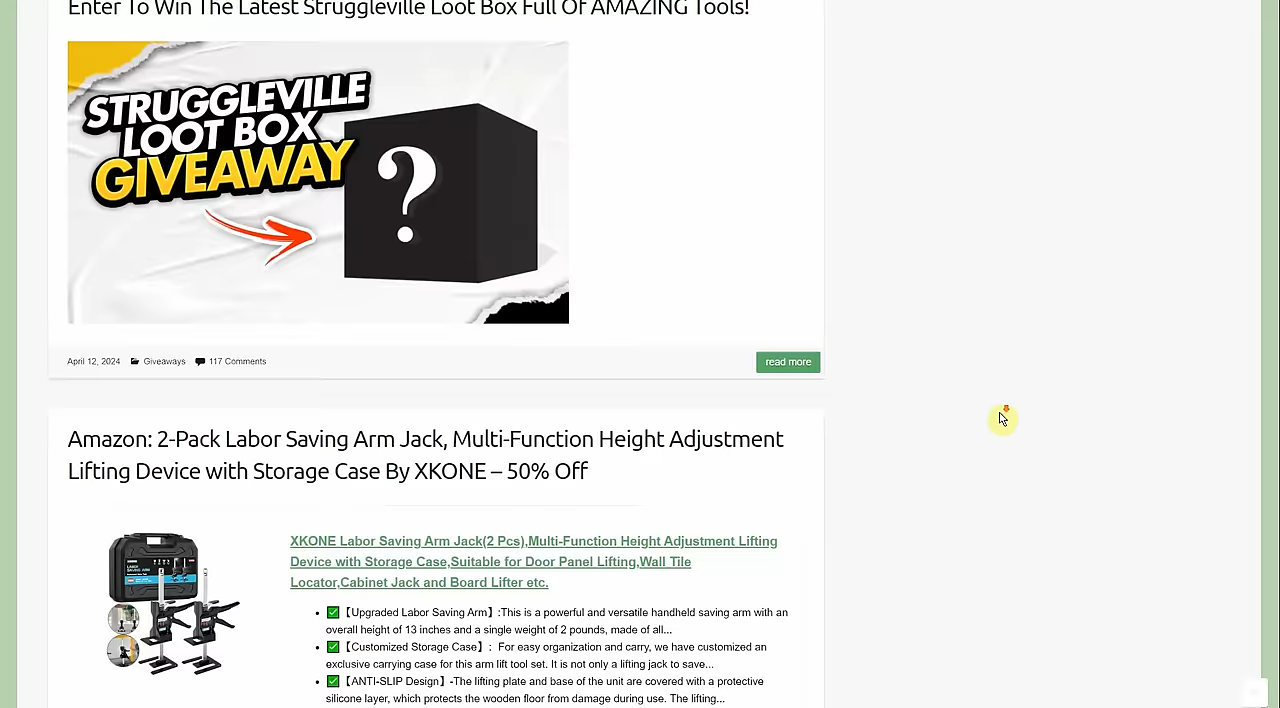 Enter To Win The Latest Struggleville Loot Box Full Of AMAZING Tools!
STRUGGLEVILLE
LOOT BOX
GIVEAWAY
?
April 12, 2024 Giveaways 117 Comments
read more
Amazon: 2-Pack Labor Saving Arm Jack, Multi-Function Height Adjustment
Lifting Device with Storage Case By XKONE – 50% Off
XKONE Labor Saving Arm Jack(2 Pcs),Multi-Function Height Adjustment Lifting
Device with Storage Case,Suitable for Door Panel Lifting,Wall Tile
Locator,Cabinet Jack and Board Lifter etc.
• ✅【Upgraded Labor Saving Arm】:This is a powerful and versatile handheld saving arm with an
overall height of 13 inches and a single weight of 2 pounds, made of all...
• ✅【Customized Storage Case】: For easy organization and carry, we have customized an
exclusive carrying case for this arm lift tool set. It is not only a lifting jack to save...
• ✅【ANTI-SLIP Design】-The lifting plate and base of the unit are covered with a protective
silicone layer, which protects the wooden floor from damage during use. The lifting...